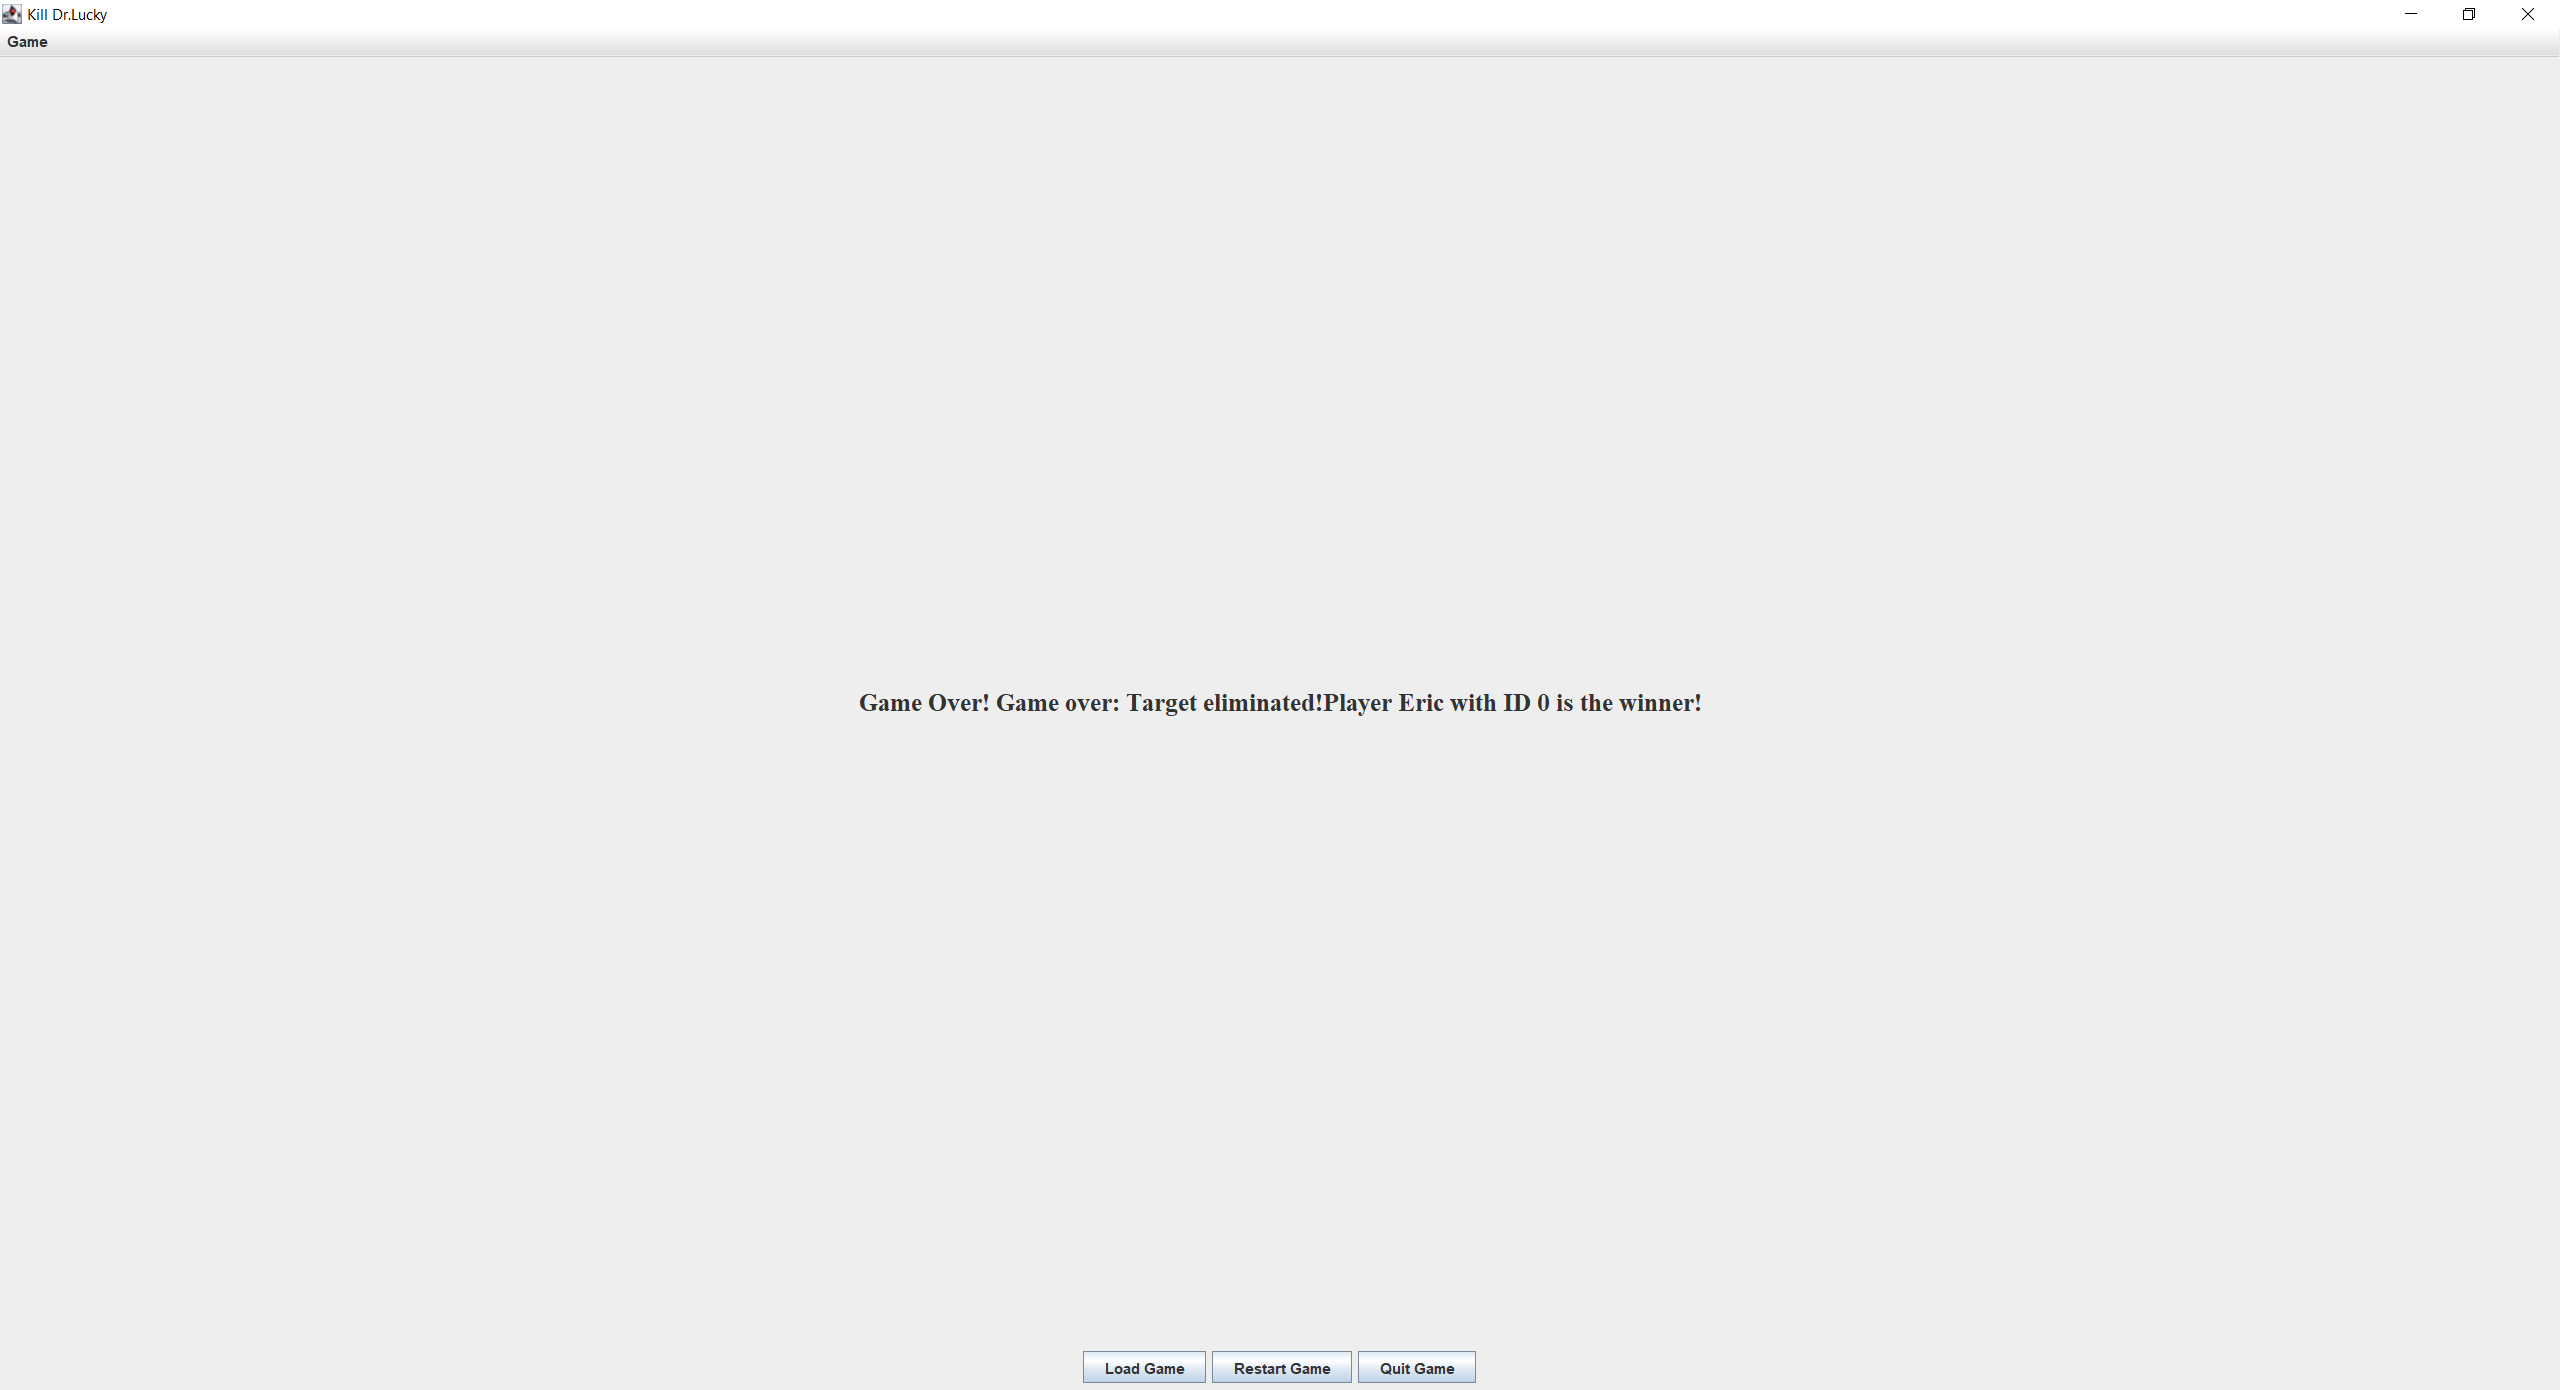 Kill Dr.Lucky
Game
Game Over! Game over: Target eliminated!Player Eric with ID 0 is the winner!
Load Game Restart Game Quit Game